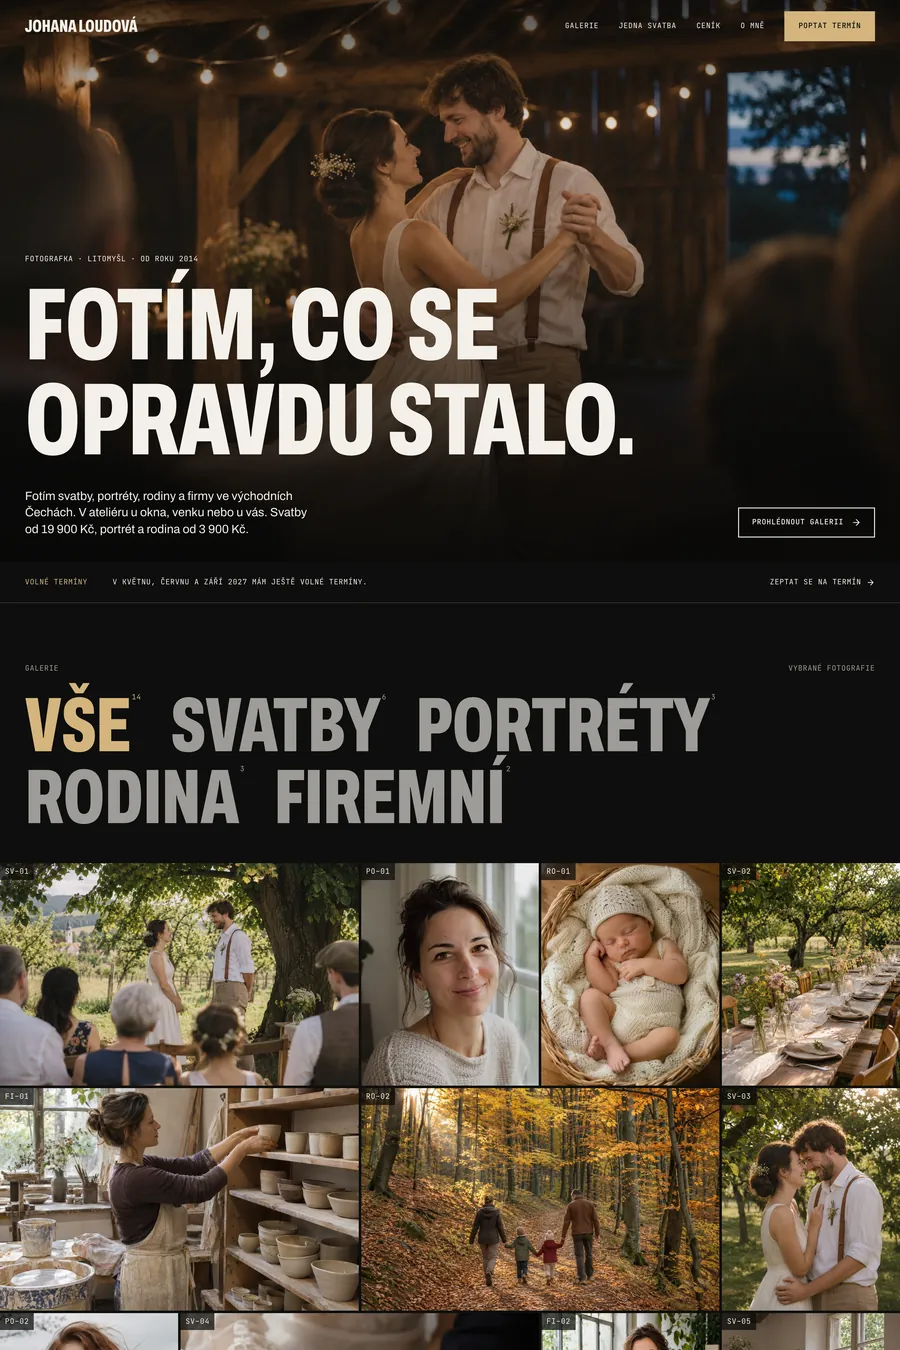 JOHANA LOUDOVÁ
GALERIE JEDNA SVATBA CENÍK O MNĚ POPTAT TERMÍN
FOTOGRAFKA · LITOMYŠL · OD ROKU 2014
FOTÍM, CO SE
OPRAVDU STALO.
Fotím svatby, portréty, rodiny a firmy ve východních
Čechách. V ateliéru u okna, venku nebo u vás. Svatby
od 19 900 Kč, portrét a rodina od 3 900 Kč.
PROHLÉDNOUT GALERII →
VOLNÉ TERMÍNY V KVĚTNU, ČERVNU A ZÁŘÍ 2027 MÁM JEŠTĚ VOLNÉ TERMÍNY. ZEPTAT SE NA TERMÍN →
GALERIE VYBRANÉ FOTOGRAFIE
VŠE 14 SVATBY 6 PORTRÉTY 3
RODINA 3 FIREMNÍ 2
SV-01 PO-01 RO-01 SV-02
FI-01 RO-02 SV-03
PO-02 SV-04 FI-02 SV-05